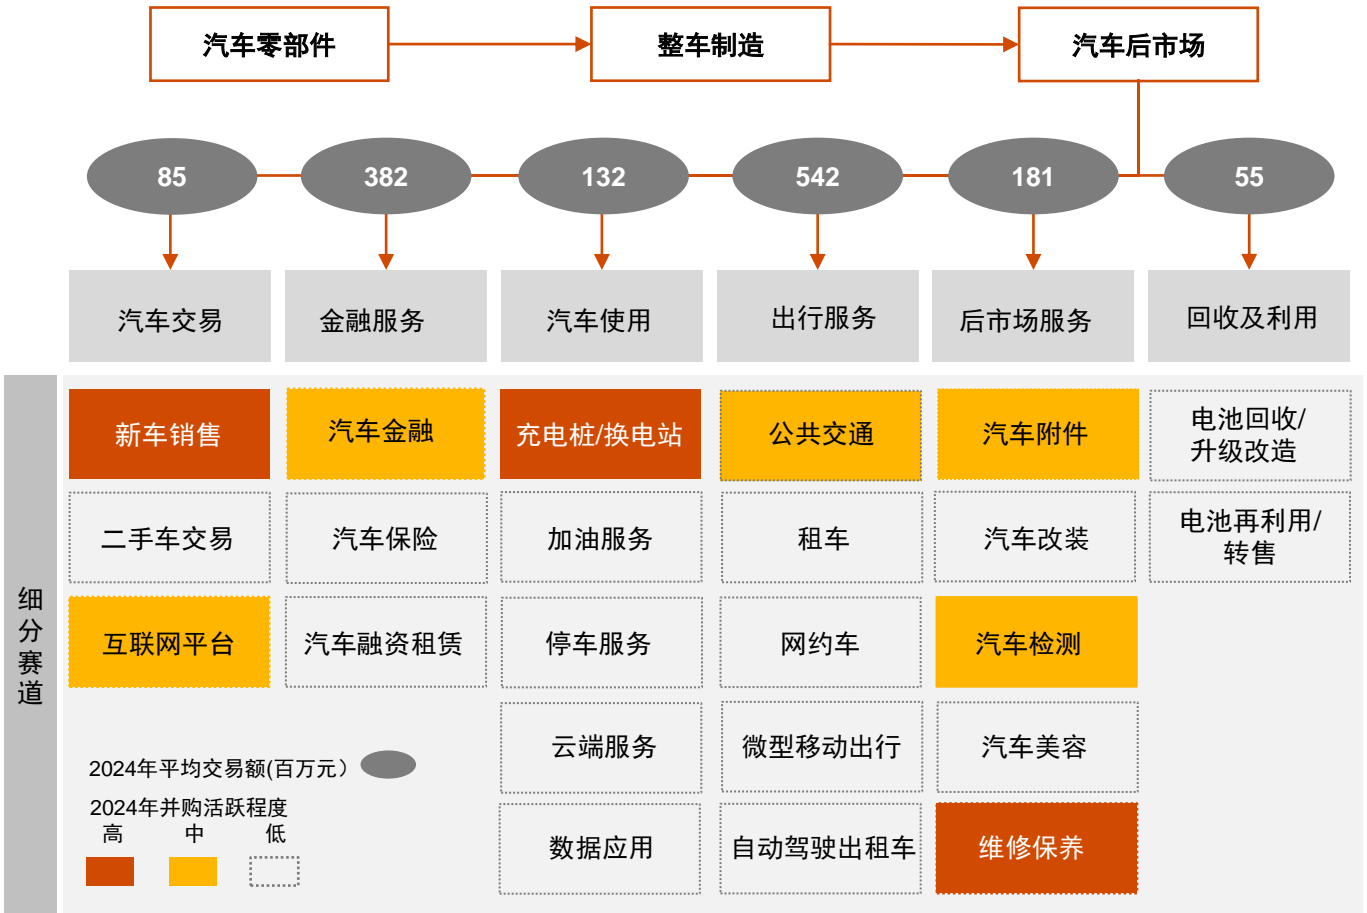 汽车零部件
整车制造
汽车后市场
85
382
132
542
181
55
汽车交易
金融服务
汽车使用
出行服务
后市场服务
回收及利用
细
分
赛
道
新车销售
汽车金融
充电桩/换电站
公共交通
汽车附件
电池回收/
升级改造
二手车交易
汽车保险
加油服务
租车
汽车改装
电池再利用/
转售
互联网平台
汽车融资租赁
停车服务
网约车
汽车检测
云端服务
微型移动出行
汽车美容
数据应用
自动驾驶出租车
维修保养
2024年平均交易额(百万元）
2024年并购活跃程度
高
中
低